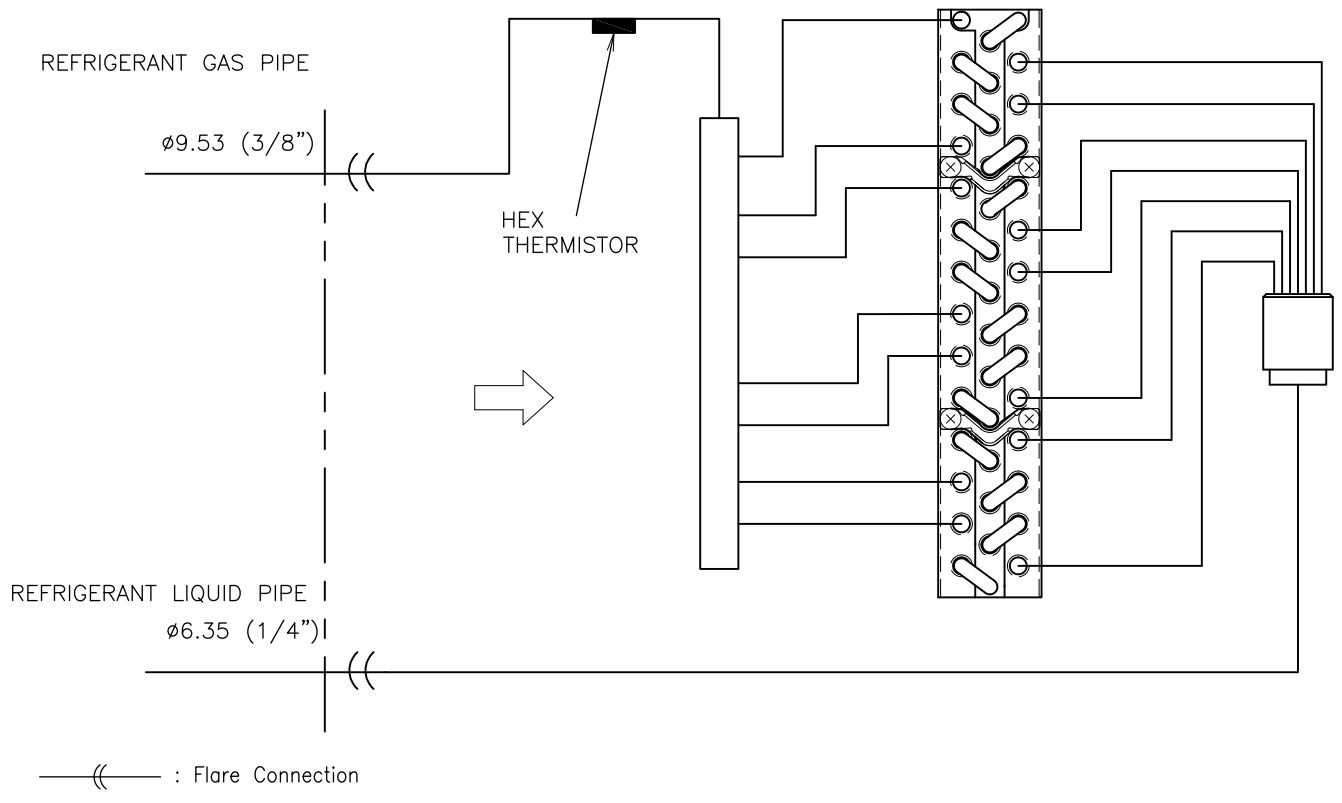 REFRIGERANT GAS PIPE
ø9.53 (3/8")
HEX
THERMISTOR
REFRIGERANT LIQUID PIPE
ø6.35 (1/4")
: Flare Connection